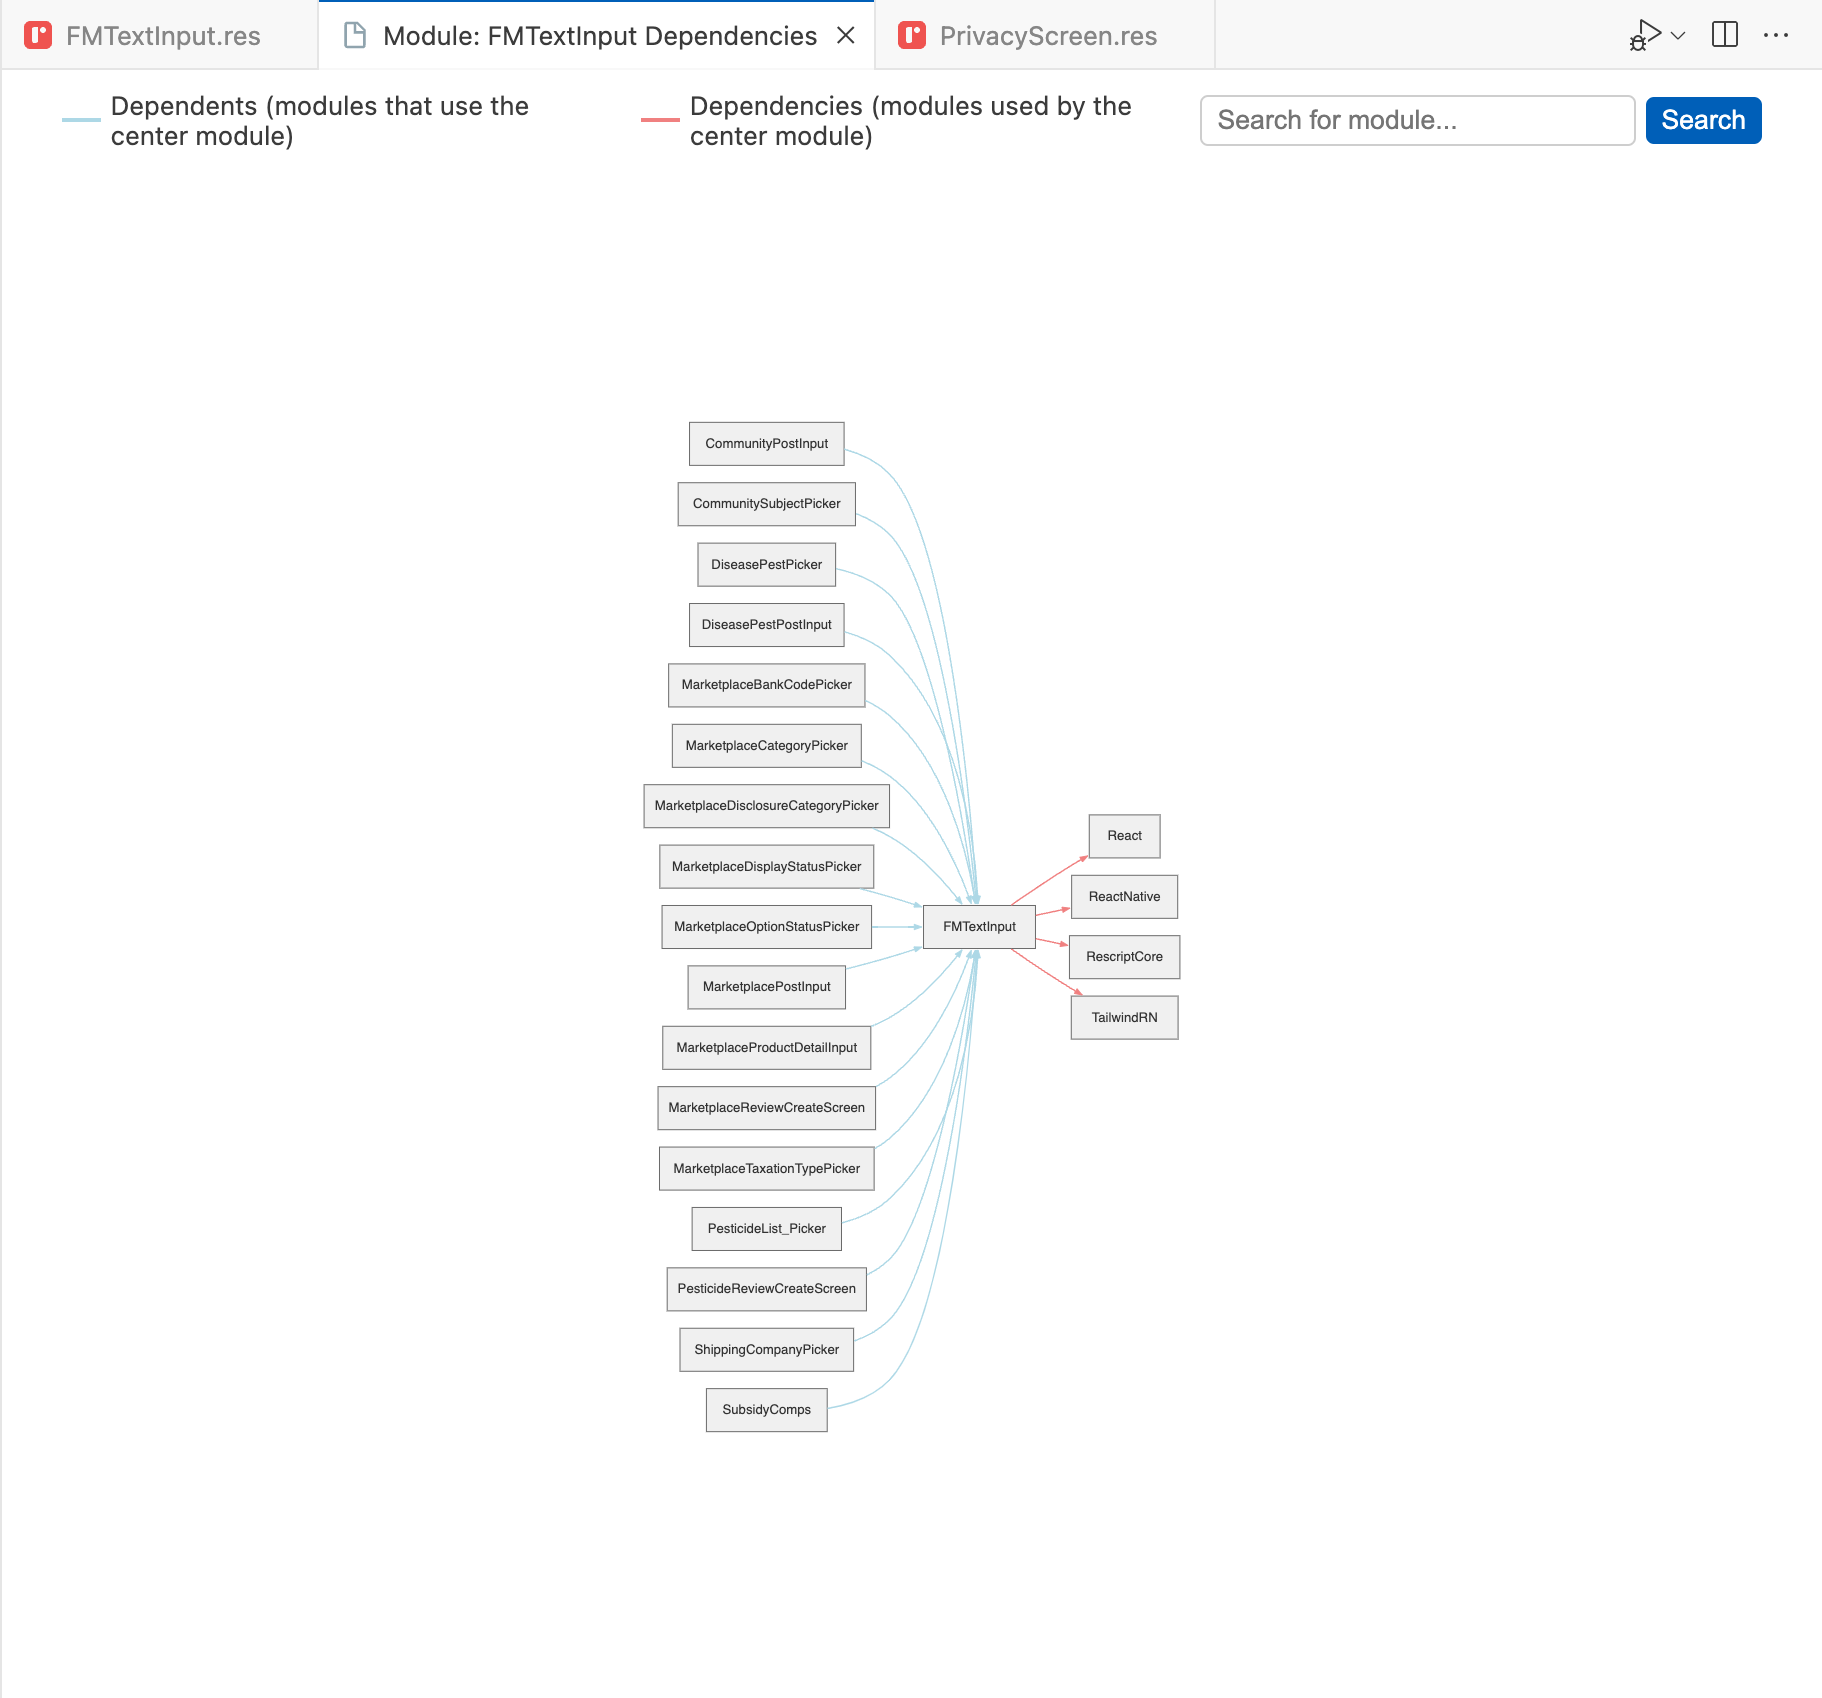 FMTextInput.res
Module: FMTextInput Dependencies
PrivacyScreen.res
Dependents (modules that use the
center module)
Dependencies (modules used by the
center module)
Search for module...
Search
CommunityPostInput
CommunitySubjectPicker
DiseasePestPicker
DiseasePestPostInput
MarketplaceBankCodePicker
MarketplaceCategoryPicker
MarketplaceDisclosureCategoryPicker
MarketplaceDisplayStatusPicker
MarketplaceOptionStatusPicker
MarketplacePostInput
MarketplaceProductDetailInput
MarketplaceReviewCreateScreen
MarketplaceTaxationTypePicker
PesticideList_Picker
PesticideReviewCreateScreen
ShippingCompanyPicker
SubsidyComps
FMTextInput
React
ReactNative
RescriptCore
TailwindRN